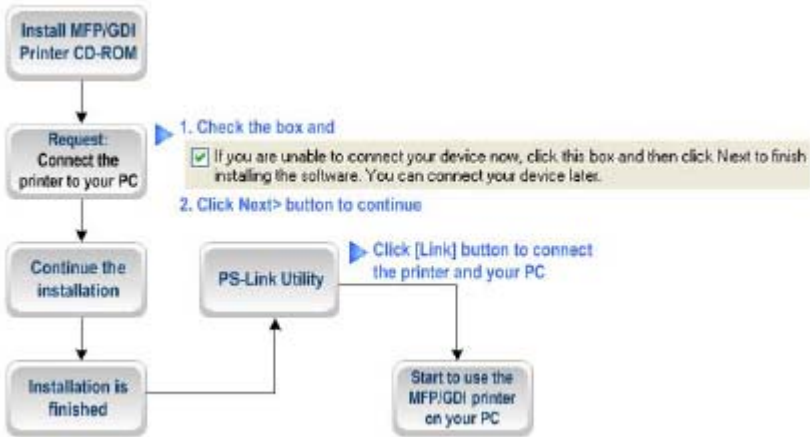 Install MFP/GDI
Printer CD-ROM
Request:
Connect the
printer to your PC
1. Check the box and
If you are unable to connect your device now, click this box and then click Next to finish
installing the software. You can connect your device later.
2. Click Next> button to continue
Continue the
installation
Installation is
finished
PS-Link Utility
Click [Link] button to connect
the printer and your PC
Start to use the
MFP/GDI printer
on your PC